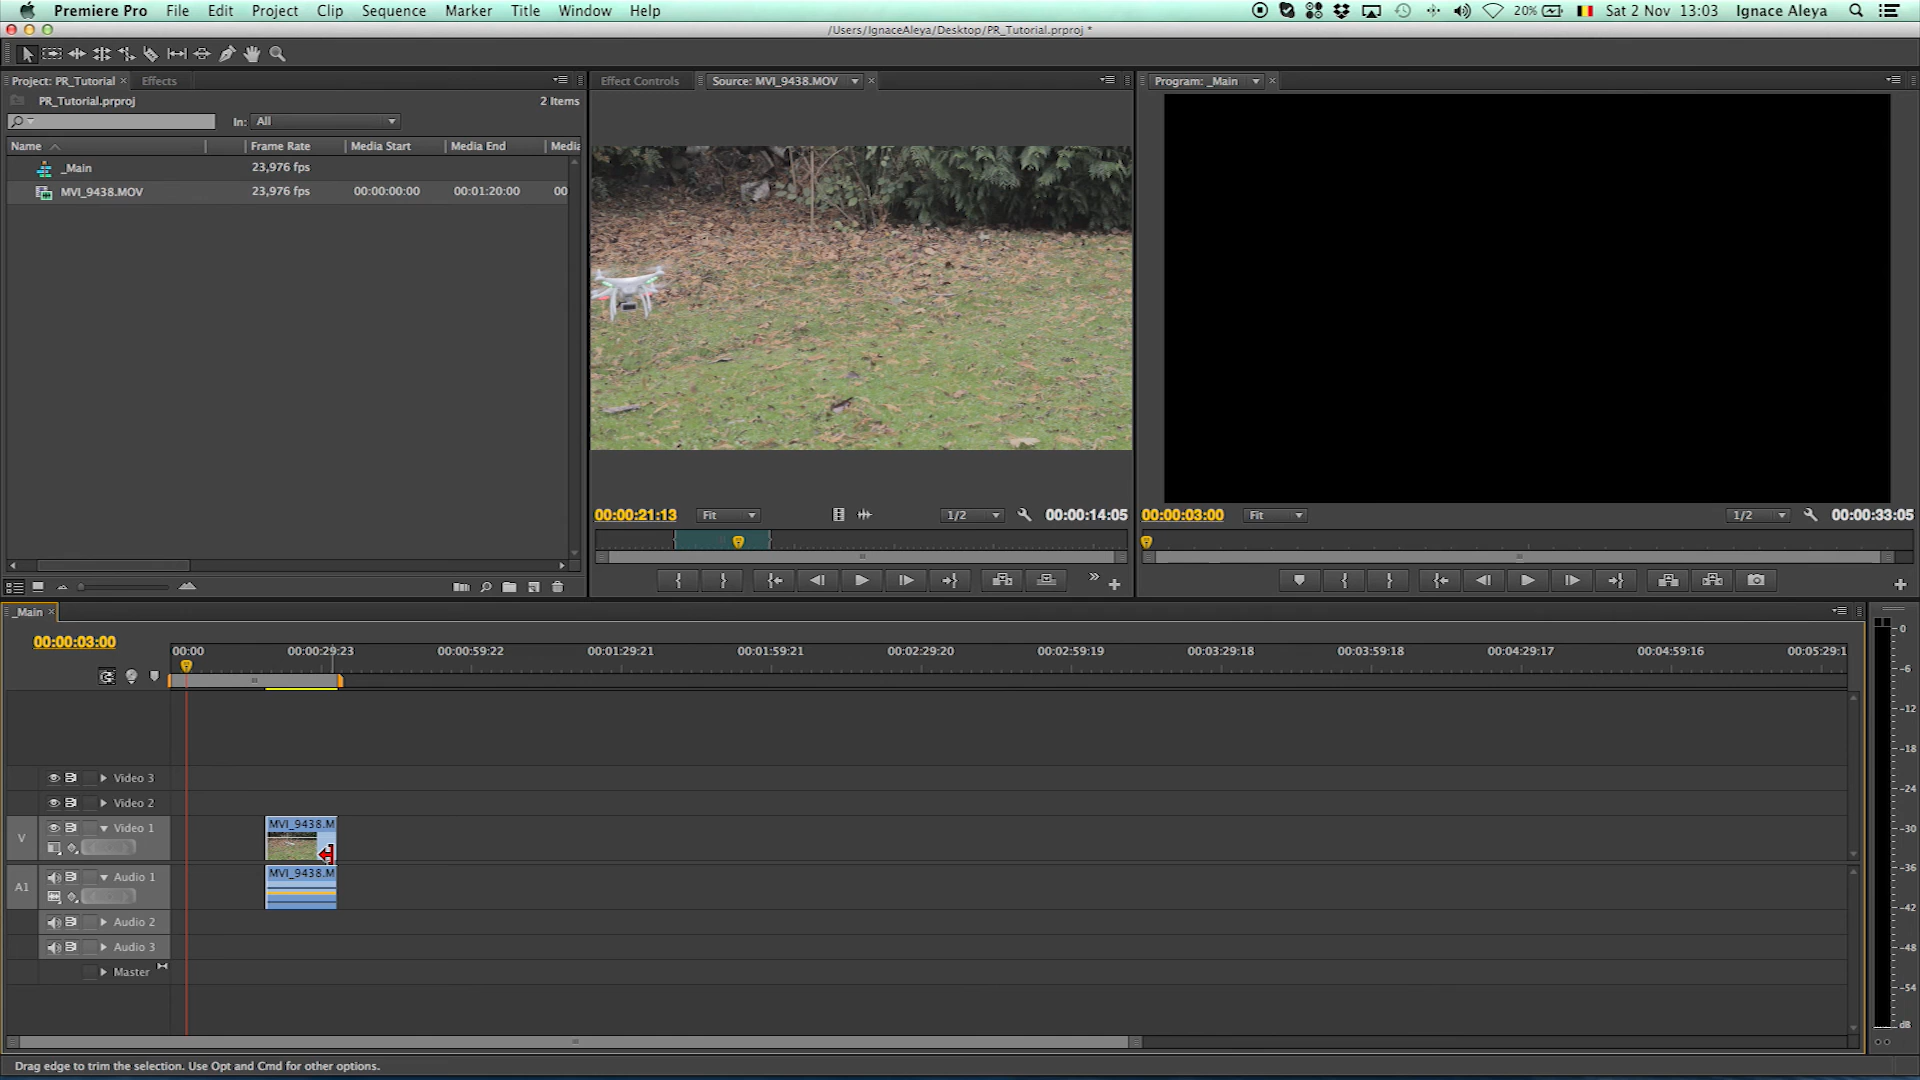 Premiere Pro File Edit Project Clip Sequence Marker Title Window Help 20% Sat 2 Nov 13:03 Ignace Aleya
/Users/IgnaceAleya/Desktop/PR_Tutorial.prproj *
Project: PR_Tutorial × Effects
PR_Tutorial.prproj 2 Items
In: All
Name Frame Rate Media Start Media End Media
_Main 23,976 fps
MVI_9438.MOV 23,976 fps 00:00:00:00 00:01:20:00 00
Effect Controls Source: MVI_9438.MOV ×
00:00:21:13 Fit 1/2 00:00:14:05
Program: _Main ×
00:00:03:00 Fit 1/2 00:00:33:05
_Main ×
00:00:03:00
00:00 00:00:29:23 00:00:59:22 00:01:29:21 00:01:59:21 00:02:29:20 00:02:59:19 00:03:29:18 00:03:59:18 00:04:29:17 00:04:59:16 00:05:29:1
Video 3
Video 2
V Video 1 MVI_9438.M
A1 Audio 1 MVI_9438.M
Audio 2
Audio 3
Master
0
-6
-12
-18
-24
-30
-36
-42
-48
-54
dB
Drag edge to trim the selection. Use Opt and Cmd for other options.